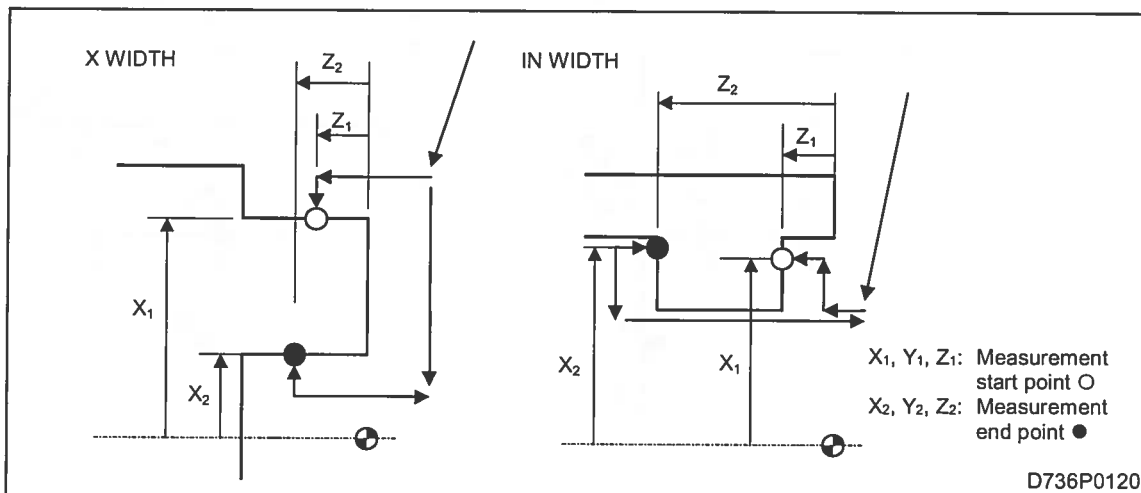 X WIDTH
Z₂
Z₁
X₁
X₂
IN WIDTH
Z₂
Z₁
X₂
X₁
X₁, Y₁, Z₁: Measurement
start point ○
X₂, Y₂, Z₂: Measurement
end point ●
D736P0120